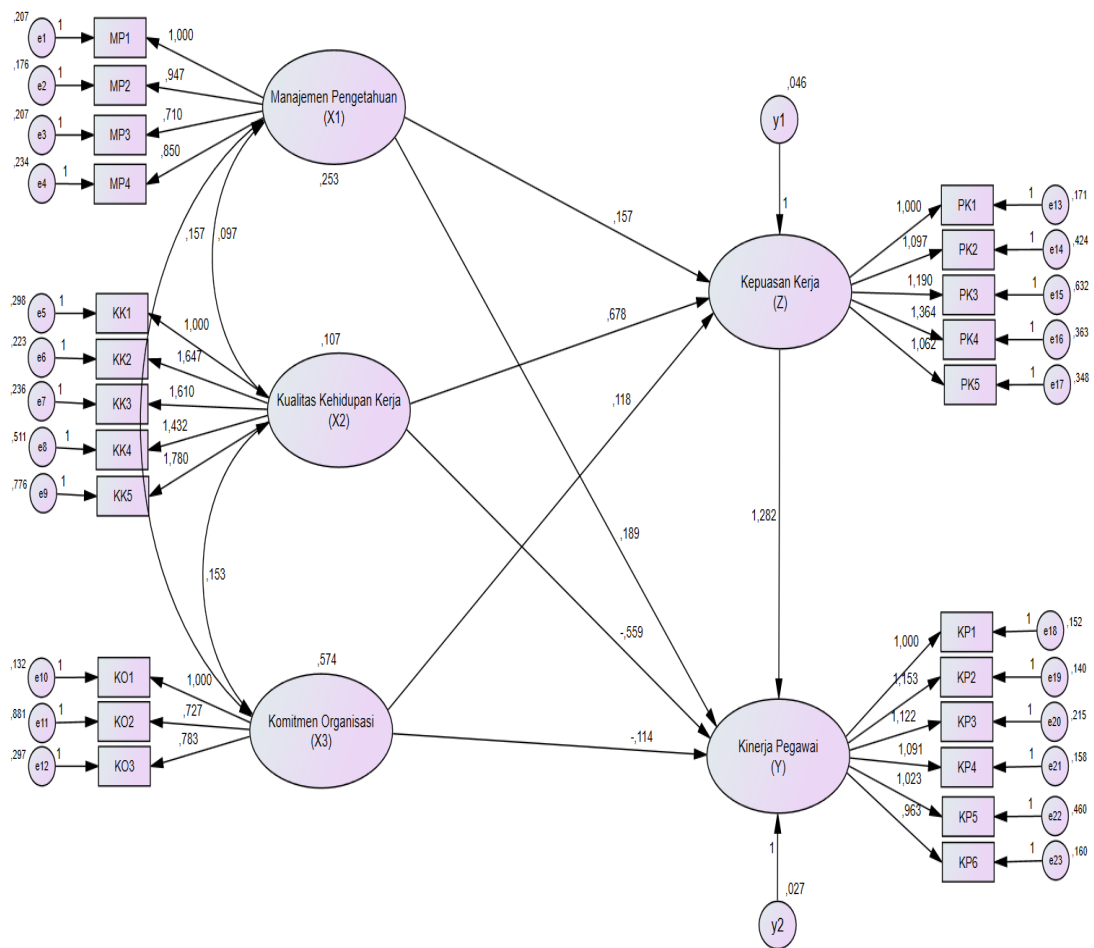 ,207
e1
1
MP1
1,000
,176
e2
1
MP2
,947
,207
e3
1
MP3
,710
,234
e4
1
MP4
,850
Manajemen Pengetahuan
(X1)
,253
,157
,097
,298
e5
1
KK1
1,000
,223
e6
1
KK2
1,647
,236
e7
1
KK3
1,610
,511
e8
1
KK4
1,432
,776
e9
1
KK5
1,780
,107
Kualitas Kehidupan Kerja
(X2)
,153
,132
e10
1
KO1
1,000
,881
e11
1
KO2
,727
,297
e12
1
KO3
,783
,574
Komitmen Organisasi
(X3)
,157
,678
,118
,189
-,559
-,114
1,282
,046
y1
1
Kepuasan Kerja
(Z)
1,000
PK1
1
e13
,171
1,097
PK2
1
e14
,424
1,190
PK3
1
e15
,632
1,364
PK4
1
e16
,363
1,062
PK5
1
e17
,348
Kinerja Pegawai
(Y)
1
,027
y2
1,000
KP1
1
e18
,152
1,153
KP2
1
e19
,140
1,122
KP3
1
e20
,215
1,091
KP4
1
e21
,158
1,023
KP5
1
e22
,460
,963
KP6
1
e23
,160